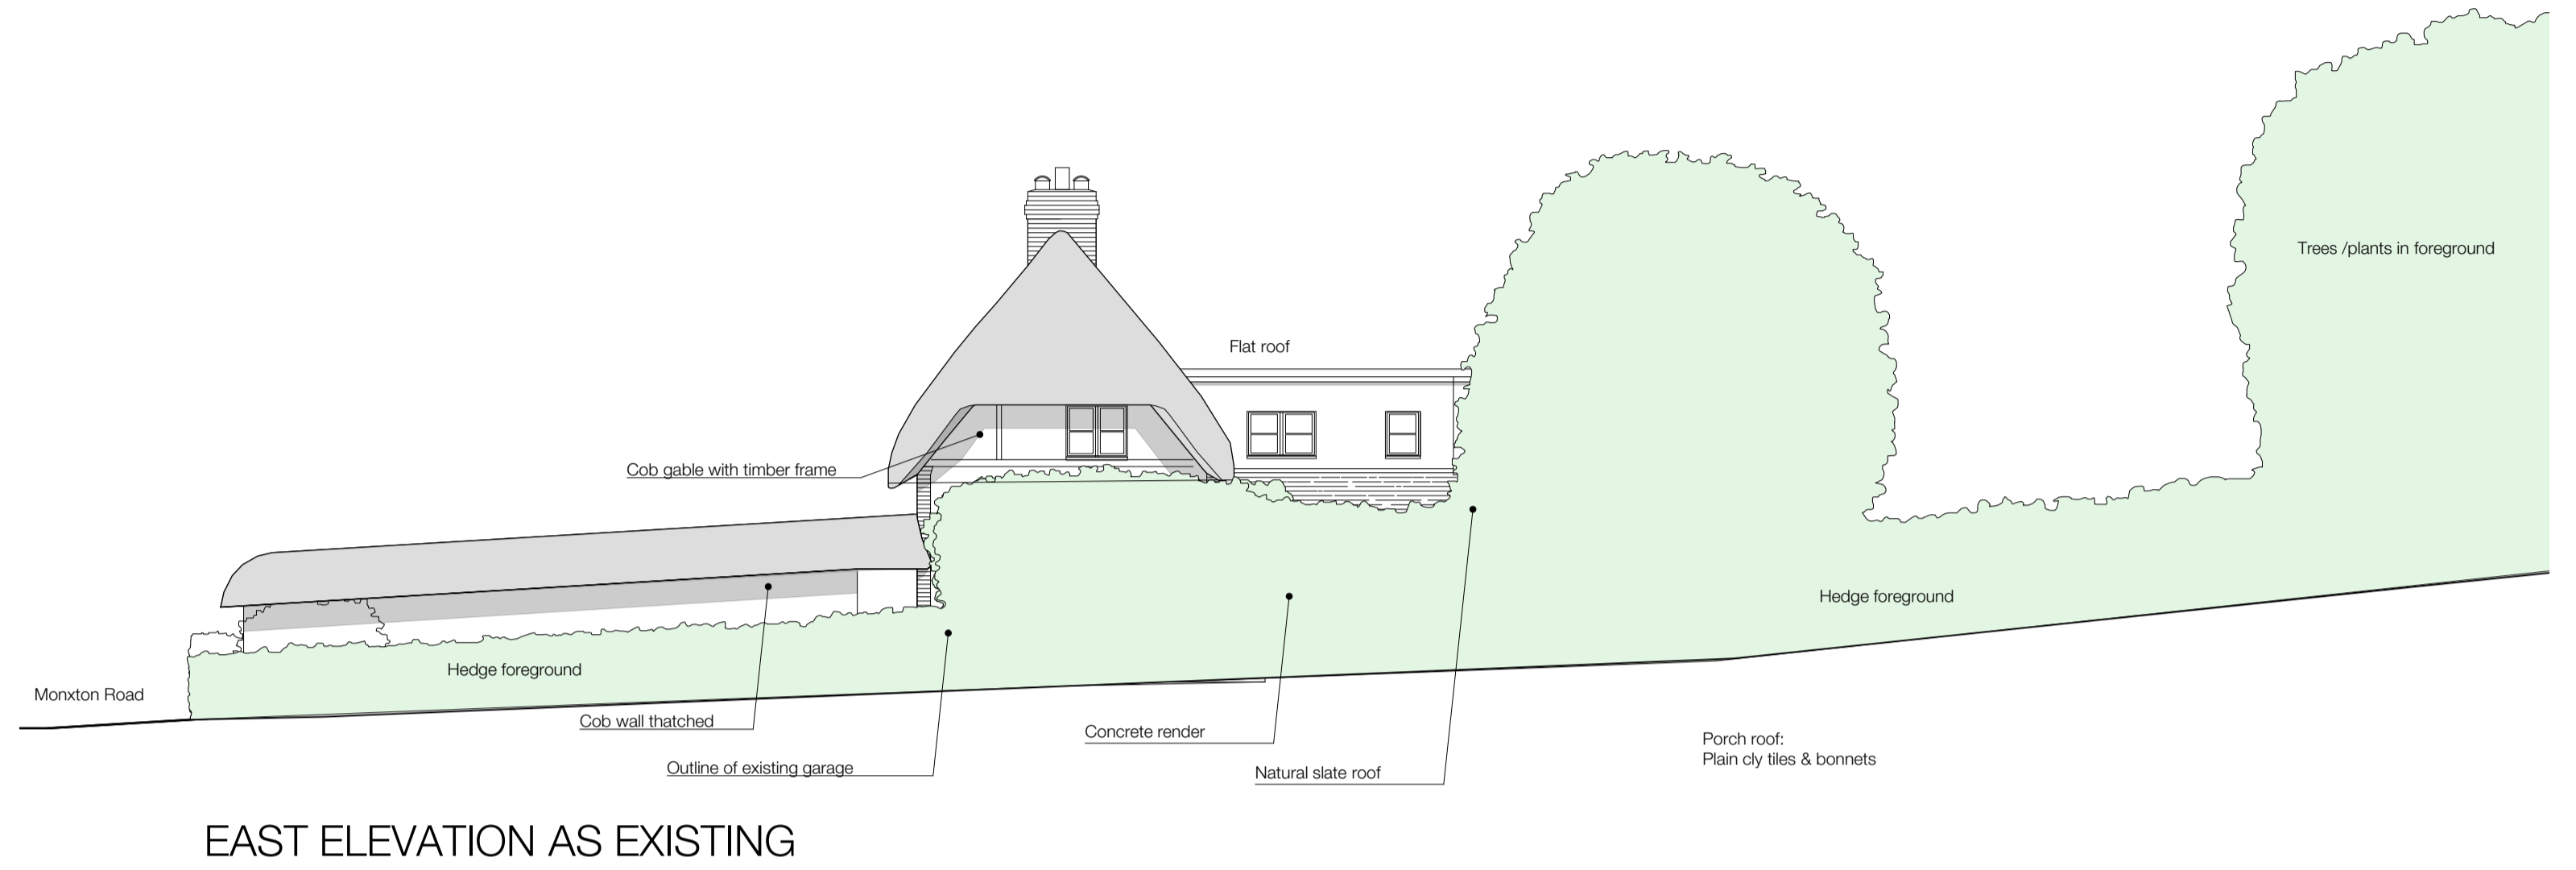 Trees /plants in foreground
Flat roof
Cob gable with timber frame
Hedge foreground
Hedge foreground
Monxton Road
Cob wall thatched
Concrete render
Porch roof:
Plain cly tiles & bonnets
Outline of existing garage
Natural slate roof
EAST ELEVATION AS EXISTING